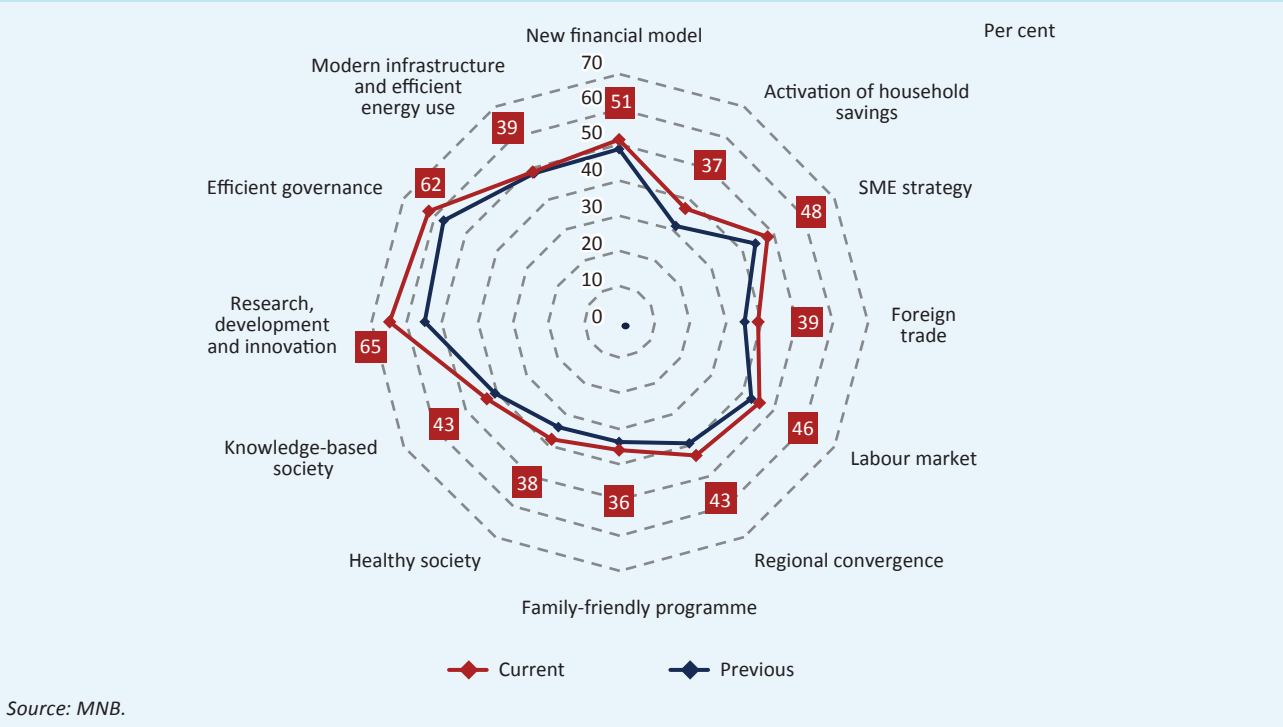 Per cent
New financial model
Modern infrastructure
and efficient
energy use
Activation of household
savings
SME strategy
Foreign
trade
Labour market
Regional convergence
Family-friendly programme
Healthy society
Knowledge-based
society
Research,
development
and innovation
Efficient governance
70
60
50
40
30
20
10
0
51
37
48
39
46
43
36
38
43
65
62
39
Current
Previous
Source: MNB.